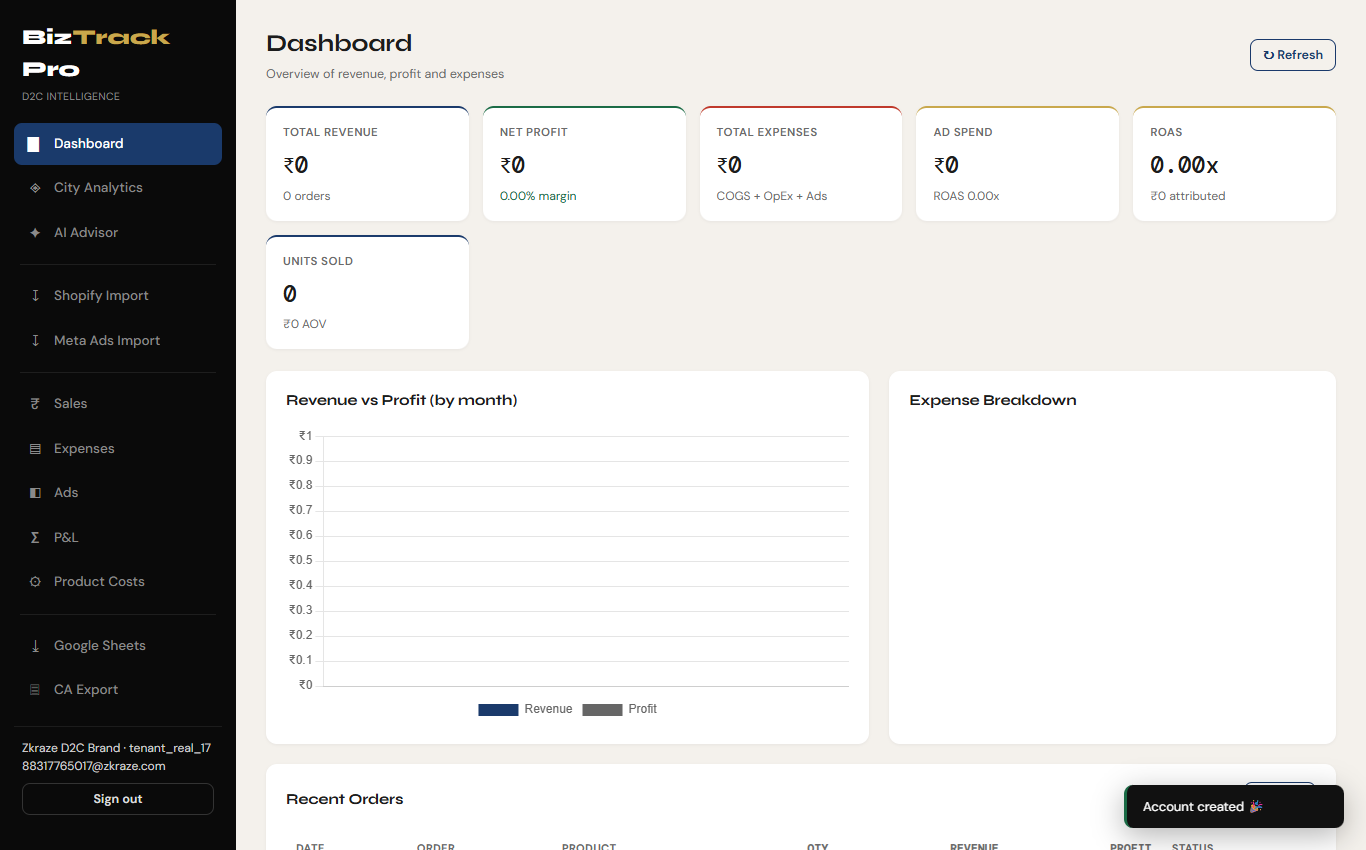 BizTrack
Pro
D2C INTELLIGENCE
Dashboard
City Analytics
AI Advisor
Shopify Import
Meta Ads Import
₹ Sales
Expenses
Ads
Σ P&L
Product Costs
Google Sheets
CA Export
Zkraze D2C Brand · tenant_real_17
88317765017@zkraze.com
Sign out
Dashboard
Overview of revenue, profit and expenses
↻ Refresh
TOTAL REVENUE
₹0
0 orders
NET PROFIT
₹0
0.00% margin
TOTAL EXPENSES
₹0
COGS + OpEx + Ads
AD SPEND
₹0
ROAS 0.00x
ROAS
0.00x
₹0 attributed
UNITS SOLD
0
₹0 AOV
Revenue vs Profit (by month)
₹1
₹0.9
₹0.8
₹0.7
₹0.6
₹0.5
₹0.4
₹0.3
₹0.2
₹0.1
₹0
Revenue Profit
Expense Breakdown
Recent Orders
DATE ORDER PRODUCT QTY REVENUE PROFIT STATUS
Account created 🎉